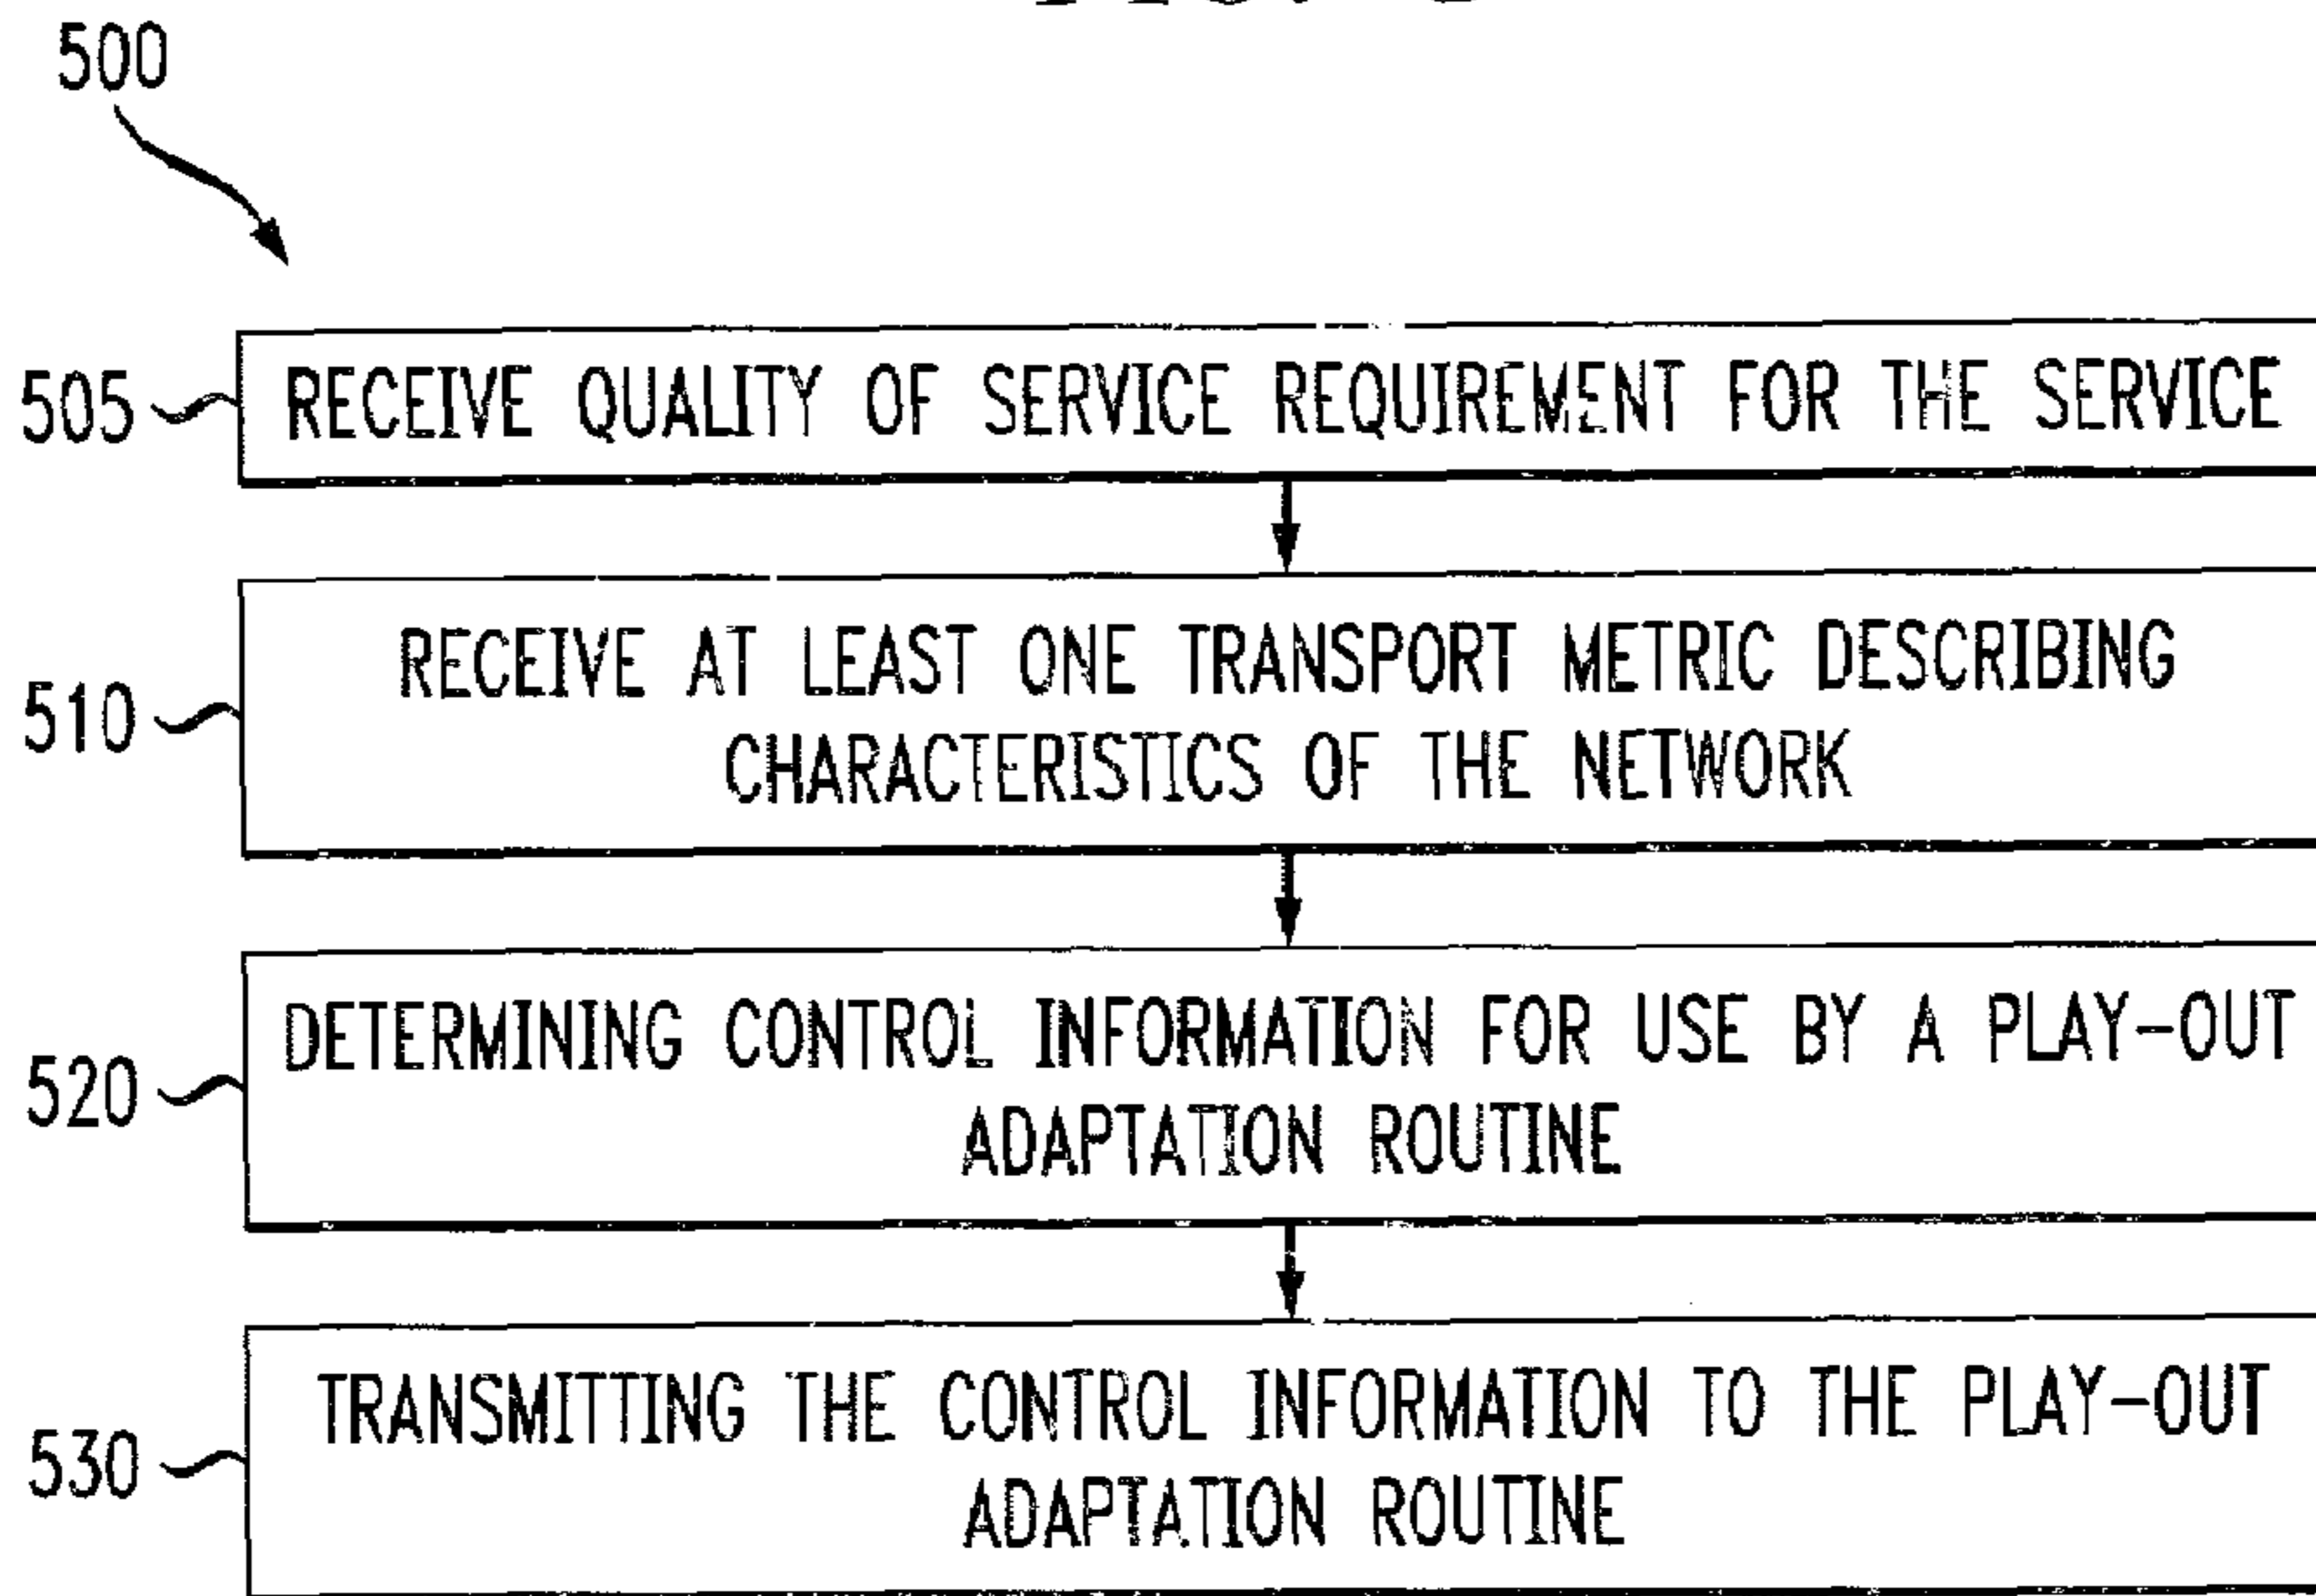 500
505
RECEIVE QUALITY OF SERVICE REQUIREMENT FOR THE SERVICE
510
RECEIVE AT LEAST ONE TRANSPORT METRIC DESCRIBING
CHARACTERISTICS OF THE NETWORK
520
DETERMINING CONTROL INFORMATION FOR USE BY A PLAY-OUT
ADAPTATION ROUTINE
530
TRANSMITTING THE CONTROL INFORMATION TO THE PLAY-OUT
ADAPTATION ROUTINE